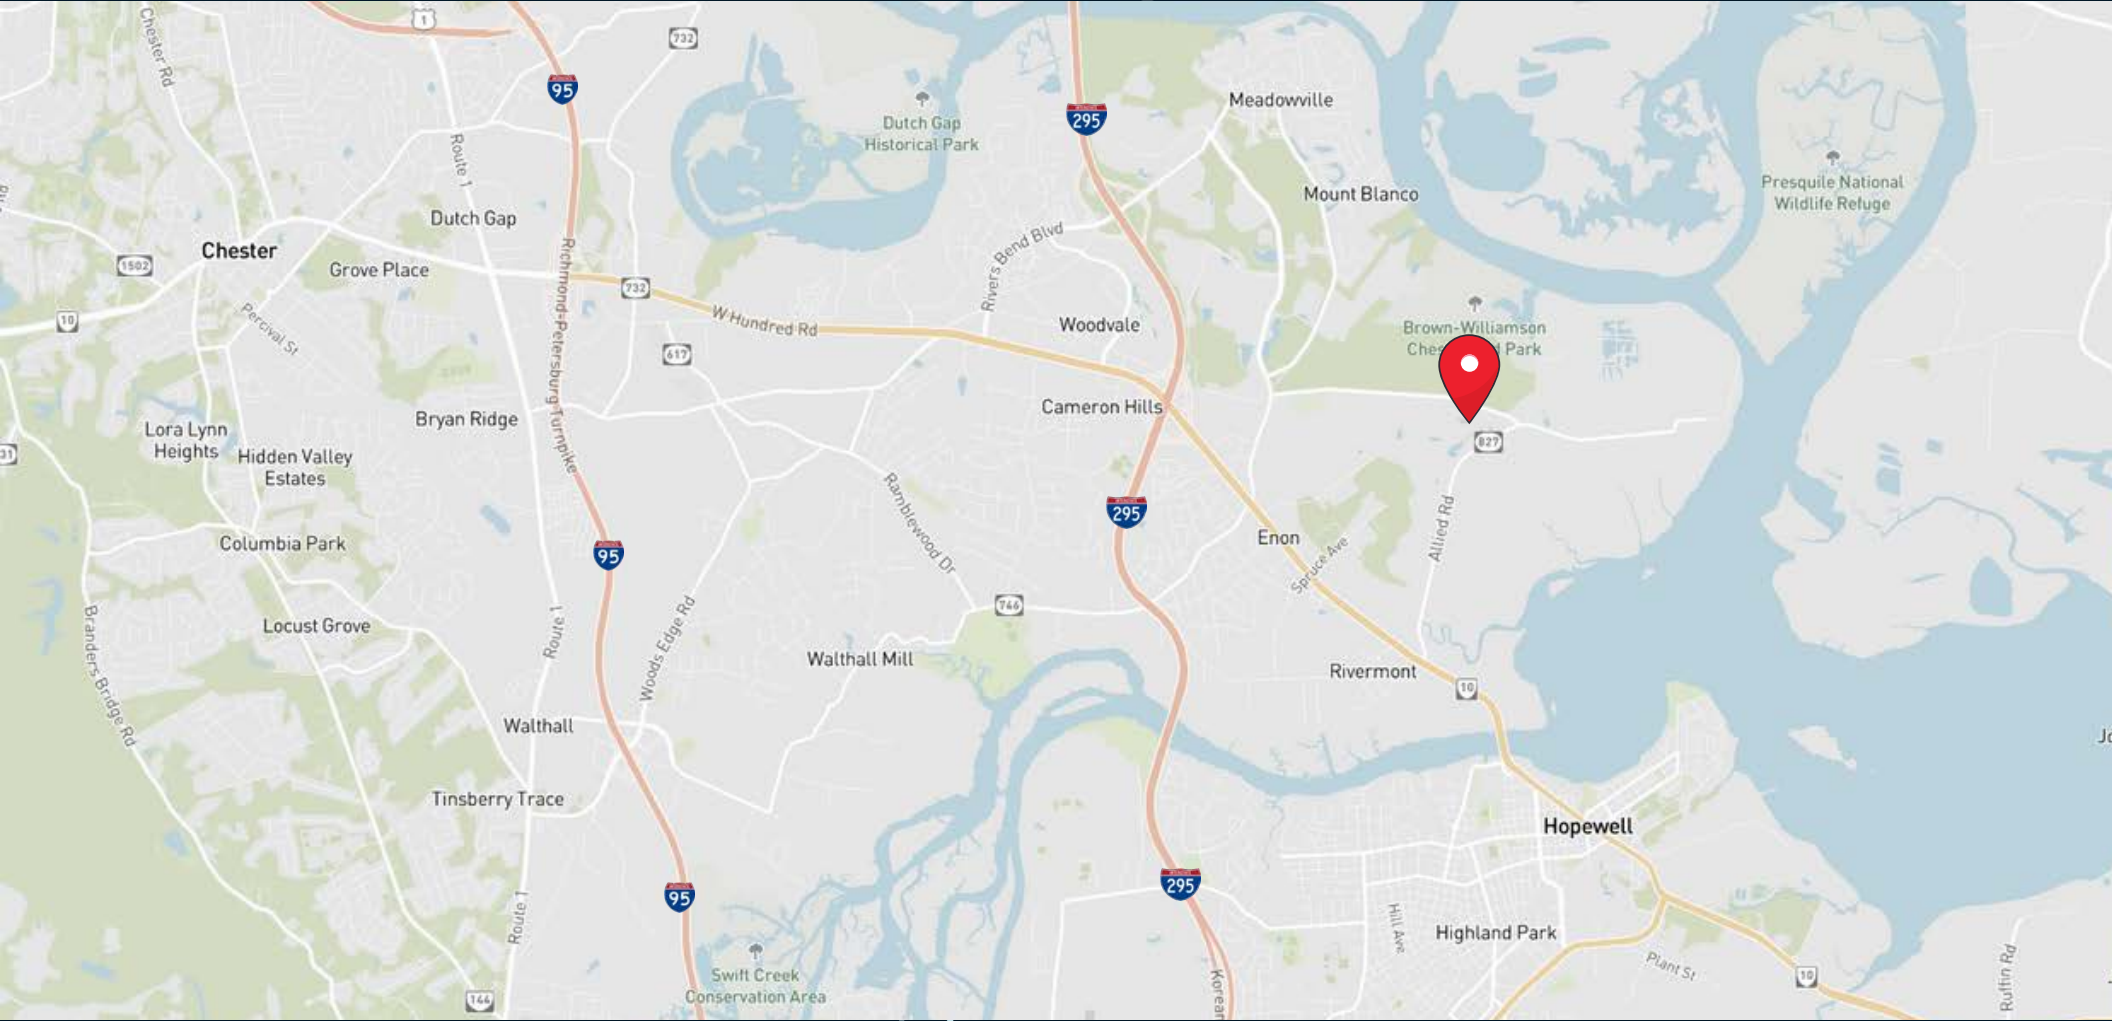 1
Chester Rd
732
95
295
Meadowville
Dutch Gap
Historical Park
Route 1
Presquile National
Wildlife Refuge
Mount Blanco
Dutch Gap
Chester
Rivers Bend Blvd
1502
Grove Place
732
Richmond-Petersburg Turnpike
10
Percival St
W Hundred Rd
Woodvale
Brown-Williamson
Park
617
Cameron Hills
Bryan Ridge
Lora Lynn
Heights
827
Hidden Valley
Estates
31
Ramblewood Dr
295
Allied Rd
Columbia Park
95
Enon
Spruce Ave
746
Branders Bridge Rd
Locust Grove
Route 1
Woods Edge Rd
Walthall Mill
Rivermont
10
Walthall
Tinsberry Trace
Hopewell
295
95
Route 1
Hill Ave
Highland Park
Plant St
Swift Creek
Conservation Area
10
Ruffin Rd
144